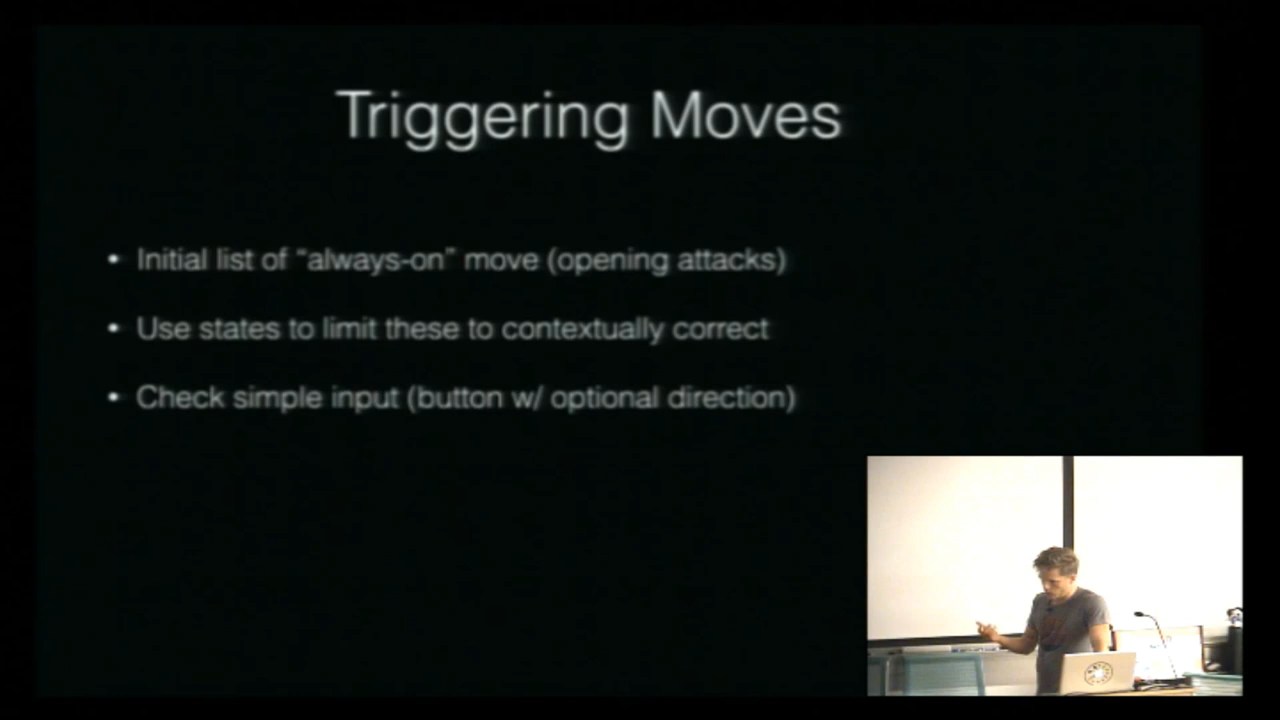 Triggering Moves
• Initial list of “always-on” move (opening attacks)
• Use states to limit these to contextually correct
• Check simple input (button w/ optional direction)